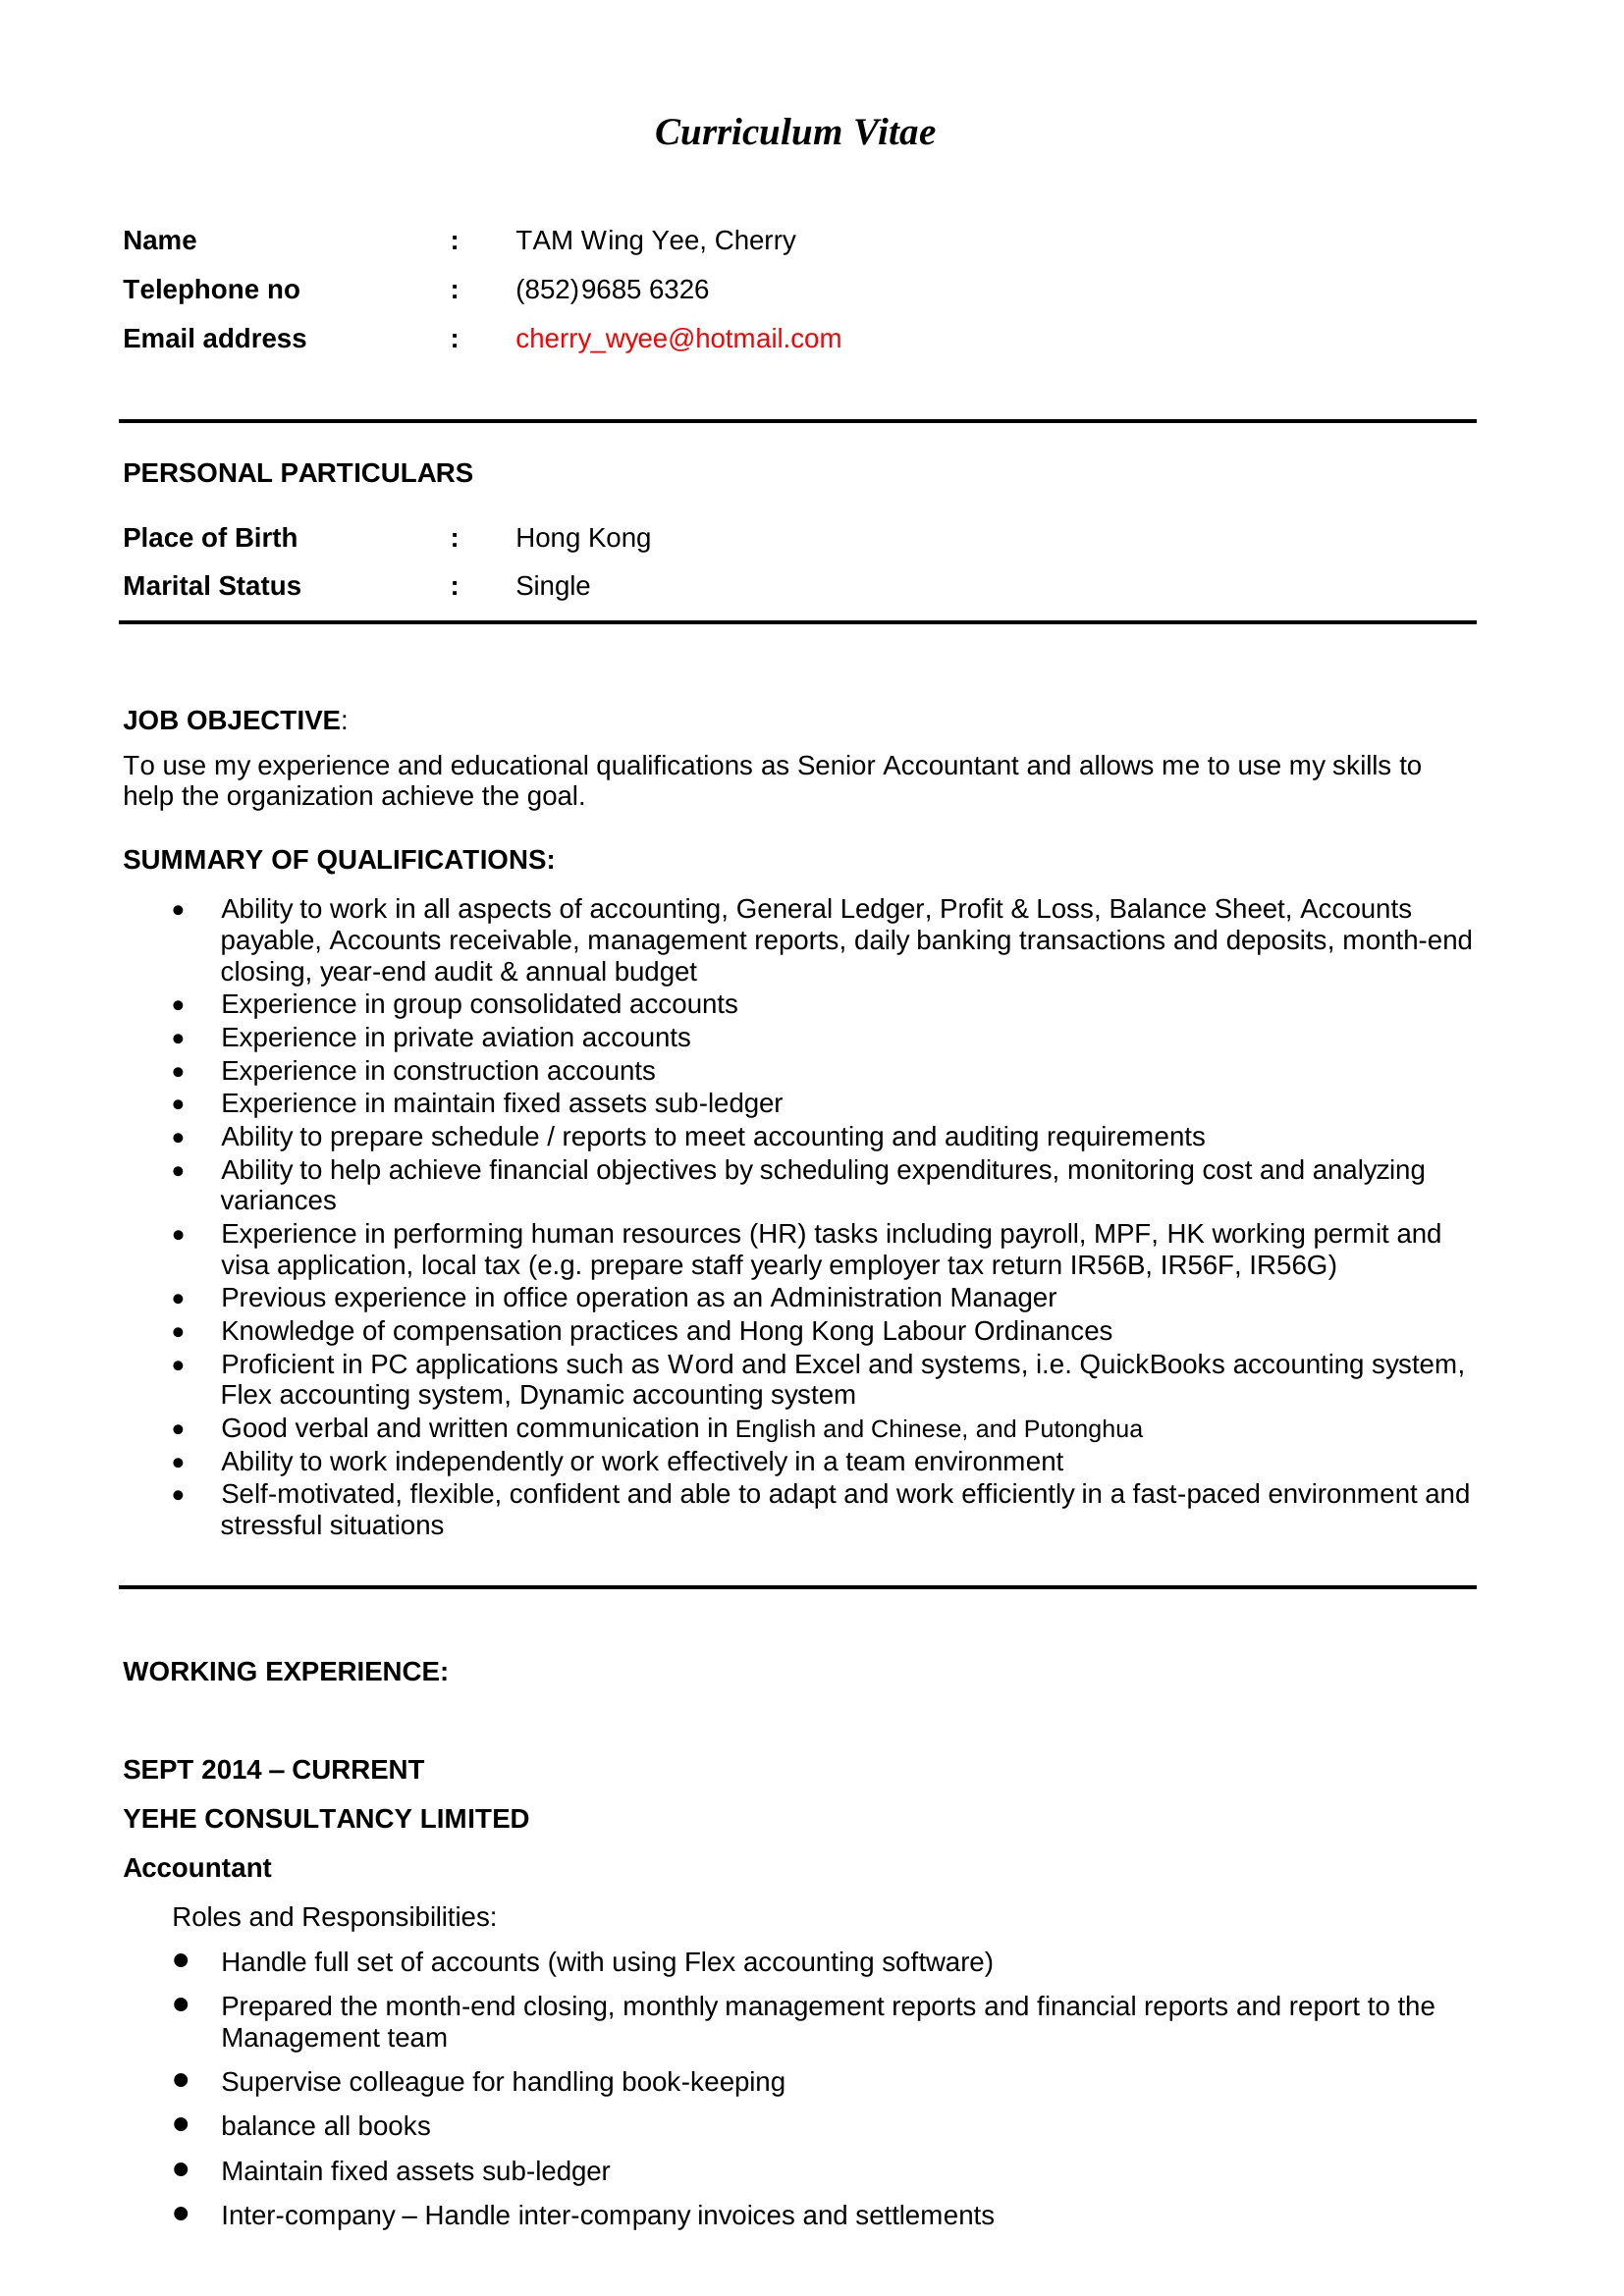 Curriculum Vitae
Name : TAM Wing Yee, Cherry
Telephone no : (852)9685 6326
Email address : cherry_wyee@hotmail.com
PERSONAL PARTICULARS
Place of Birth : Hong Kong
Marital Status : Single
JOB OBJECTIVE:
To use my experience and educational qualifications as Senior Accountant and allows me to use my skills to
help the organization achieve the goal.
SUMMARY OF QUALIFICATIONS:
• Ability to work in all aspects of accounting, General Ledger, Profit & Loss, Balance Sheet, Accounts
payable, Accounts receivable, management reports, daily banking transactions and deposits, month-end
closing, year-end audit & annual budget
• Experience in group consolidated accounts
• Experience in private aviation accounts
• Experience in construction accounts
• Experience in maintain fixed assets sub-ledger
• Ability to prepare schedule / reports to meet accounting and auditing requirements
• Ability to help achieve financial objectives by scheduling expenditures, monitoring cost and analyzing
variances
• Experience in performing human resources (HR) tasks including payroll, MPF, HK working permit and
visa application, local tax (e.g. prepare staff yearly employer tax return IR56B, IR56F, IR56G)
• Previous experience in office operation as an Administration Manager
• Knowledge of compensation practices and Hong Kong Labour Ordinances
• Proficient in PC applications such as Word and Excel and systems, i.e. QuickBooks accounting system,
Flex accounting system, Dynamic accounting system
• Good verbal and written communication in English and Chinese, and Putonghua
• Ability to work independently or work effectively in a team environment
• Self-motivated, flexible, confident and able to adapt and work efficiently in a fast-paced environment and
stressful situations
WORKING EXPERIENCE:
SEPT 2014 – CURRENT
YEHE CONSULTANCY LIMITED
Accountant
Roles and Responsibilities:
● Handle full set of accounts (with using Flex accounting software)
● Prepared the month-end closing, monthly management reports and financial reports and report to the
Management team
● Supervise colleague for handling book-keeping
● balance all books
● Maintain fixed assets sub-ledger
● Inter-company – Handle inter-company invoices and settlements